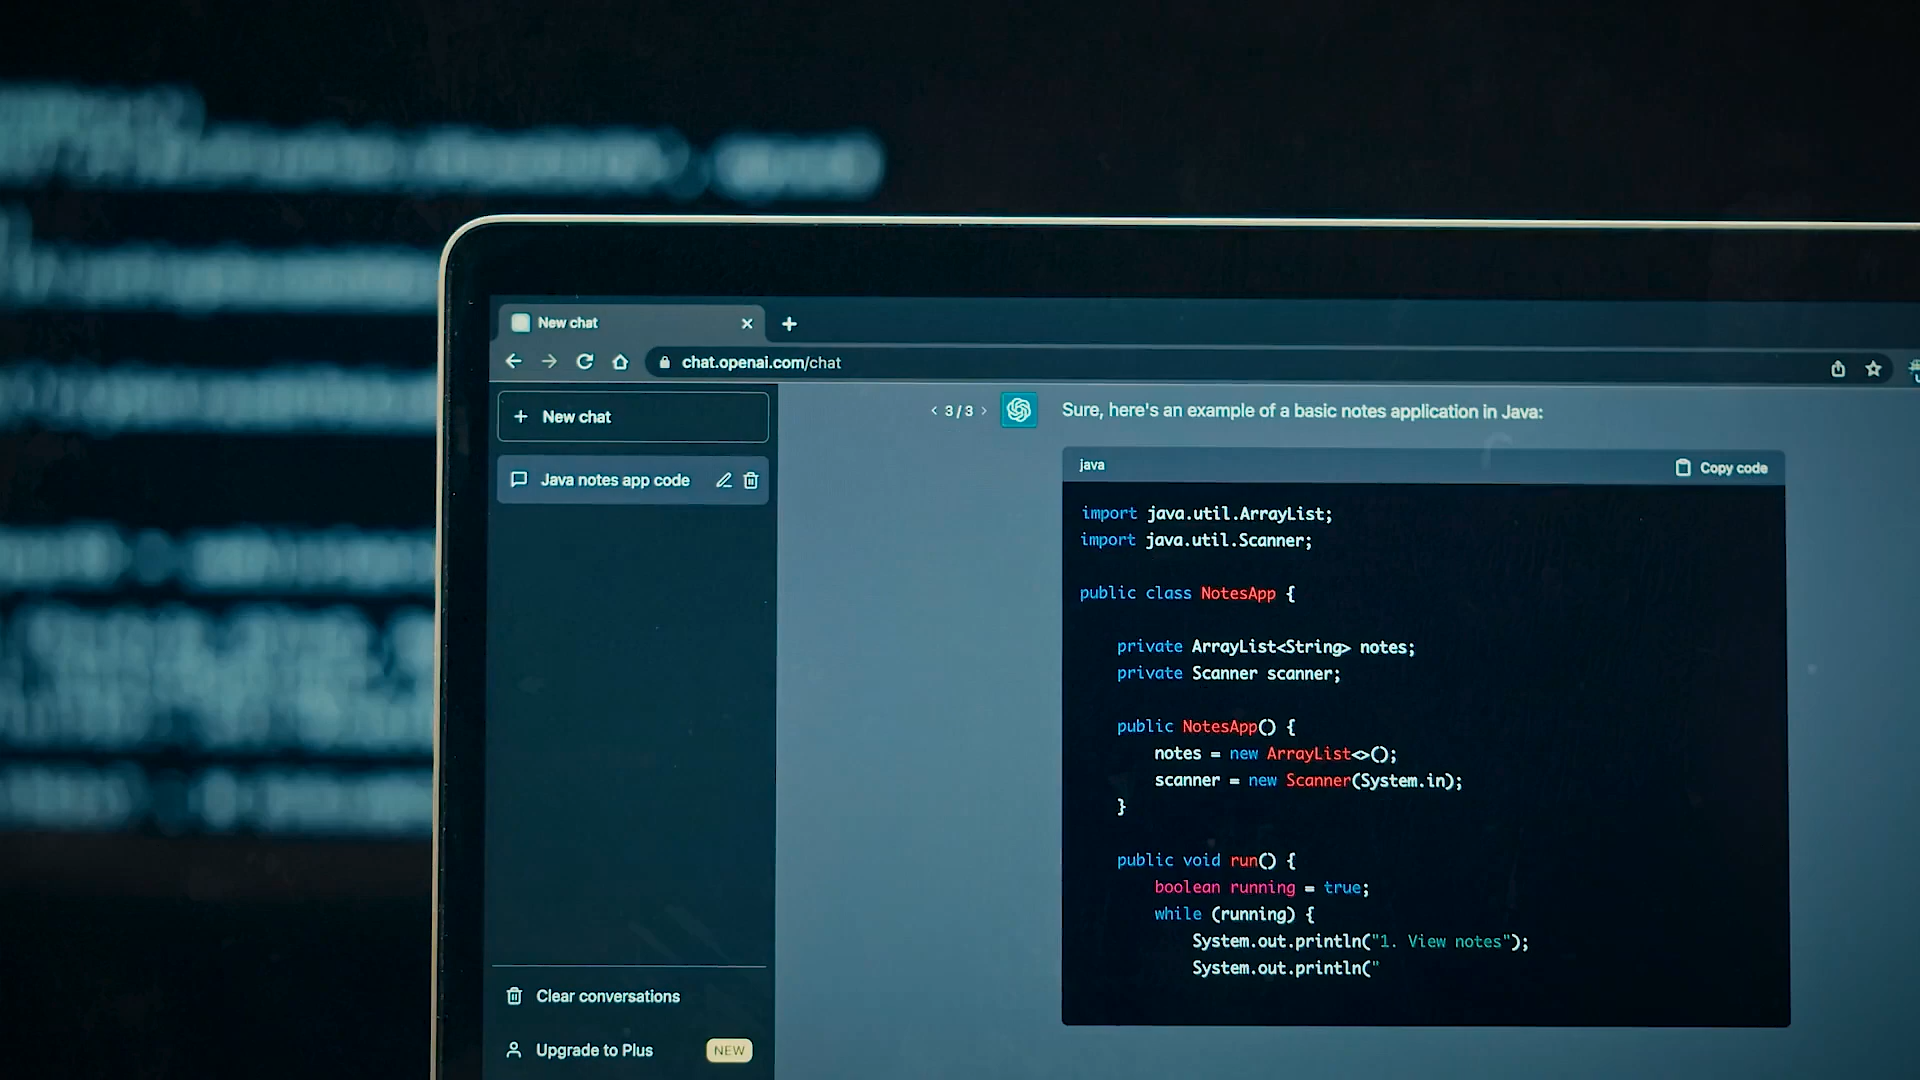 New chat
chat.openai.com/chat
New chat
Java notes app code
Clear conversations
Upgrade to Plus NEW
3 / 3
Sure, here's an example of a basic notes application in Java:
java Copy code
import java.util.ArrayList;
import java.util.Scanner;
public class NotesApp {
private ArrayList<String> notes;
private Scanner scanner;
public NotesApp() {
notes = new ArrayList<>();
scanner = new Scanner(System.in);
}
public void run() {
boolean running = true;
while (running) {
System.out.println("1. View notes");
System.out.println("